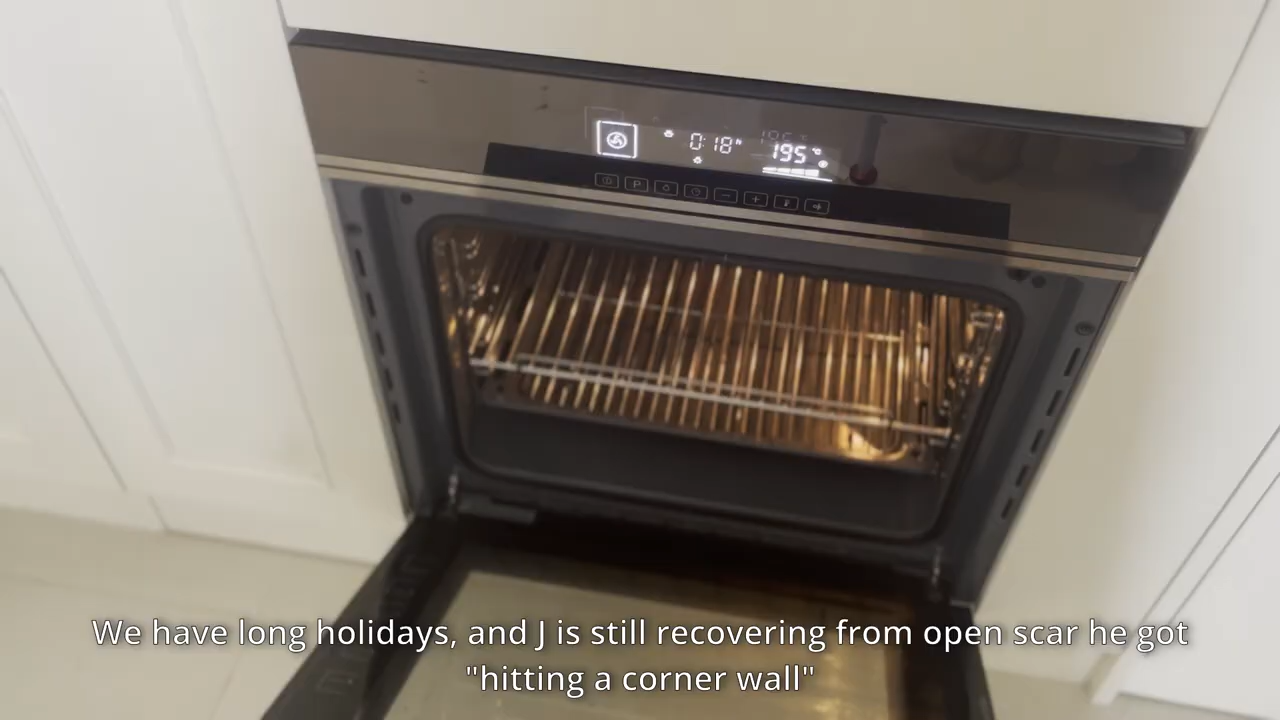 0:18 h
195 °C
P
We have long holidays, and J is still recovering from open scar he got
"hitting a corner wall"